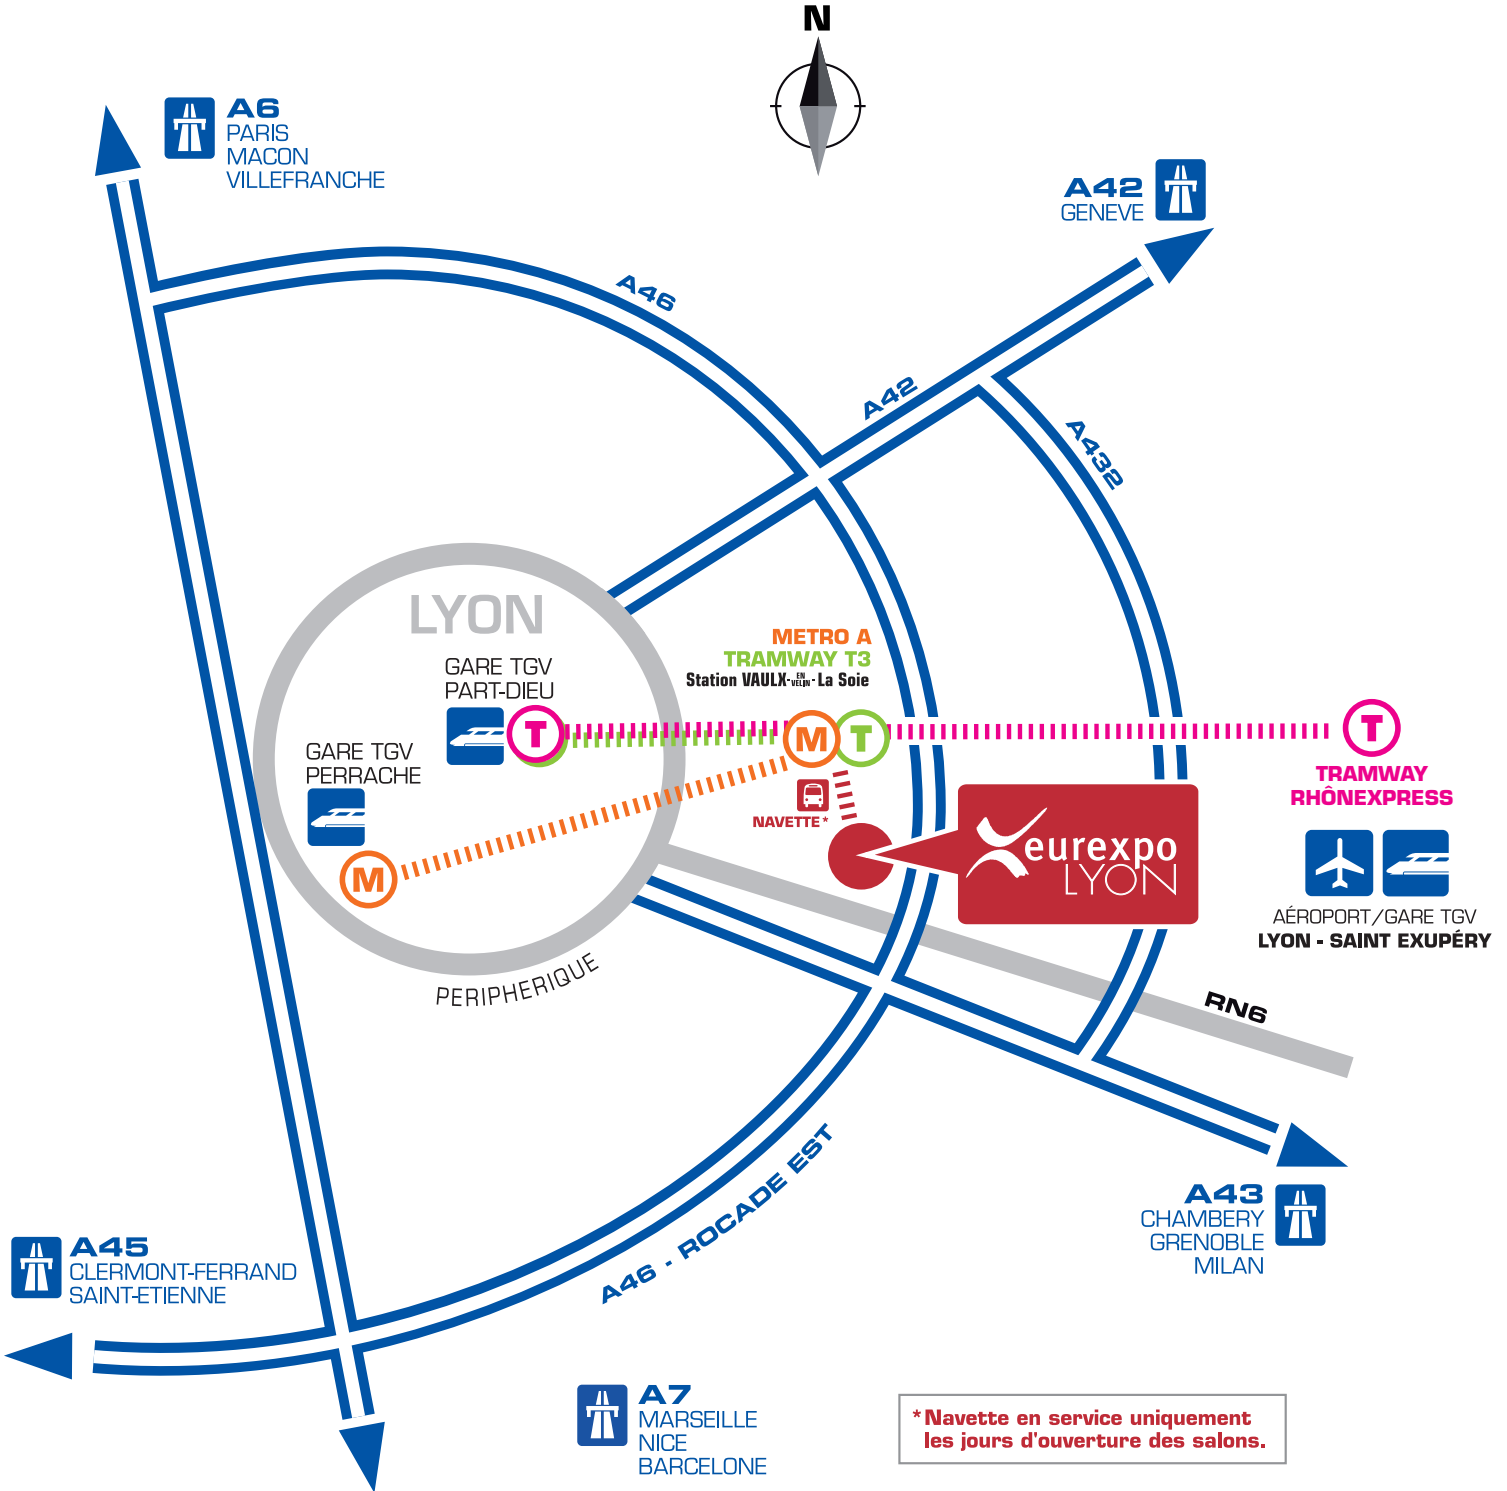 N
A6
PARIS
MACON
VILLEFRANCHE
A42
GENEVE
A46
A42
A432
LYON
GARE TGV
PART-DIEU
T
GARE TGV
PERRACHE
M
METRO A
TRAMWAY T3
Station VAULX-EN VELIN-La Soie
M
T
T
TRAMWAY
RHÔNEXPRESS
NAVETTE*
eurexpo
LYON
AÉROPORT/GARE TGV
LYON - SAINT EXUPÉRY
PERIPHERIQUE
RN6
A46 - ROCADE EST
A43
CHAMBERY
GRENOBLE
MILAN
A45
CLERMONT-FERRAND
SAINT-ETIENNE
A7
MARSEILLE
NICE
BARCELONE
*Navette en service uniquement
les jours d'ouverture des salons.